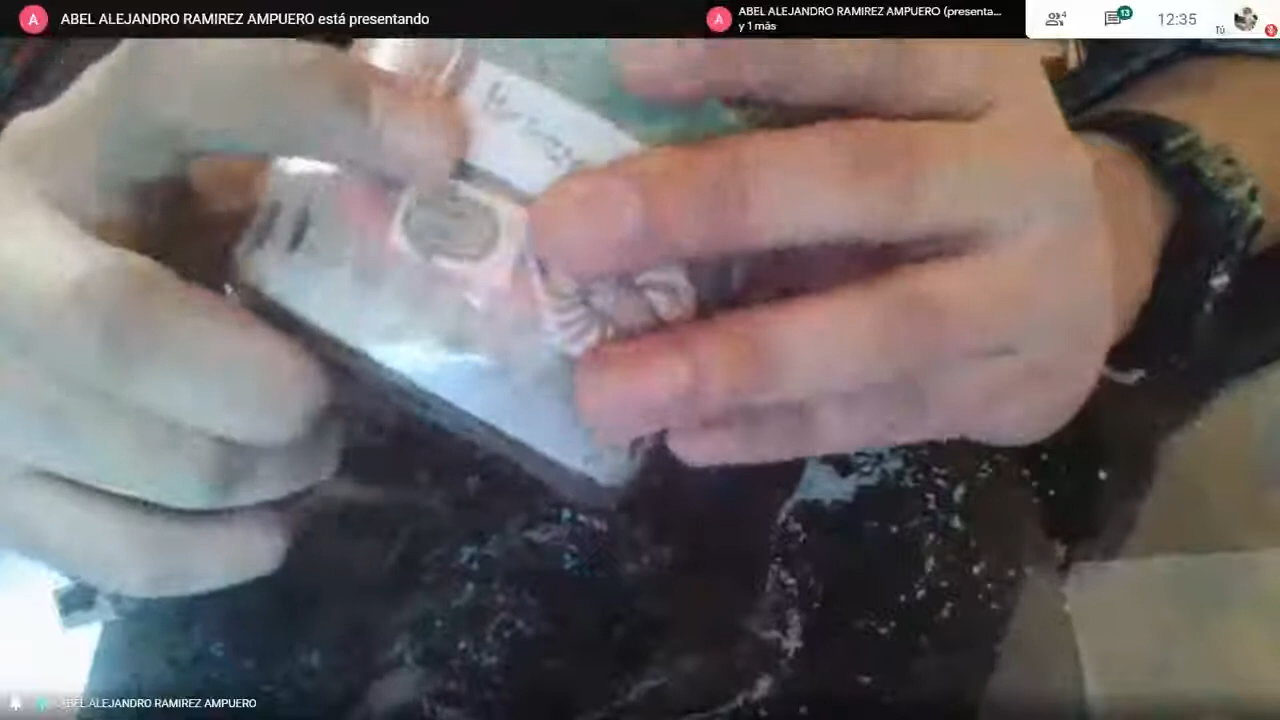 A ABEL ALEJANDRO RAMIREZ AMPUERO está presentando
A ABEL ALEJANDRO RAMIREZ AMPUERO (presenta...
y 1 más
4
13
12:35
Tú
ABEL ALEJANDRO RAMIREZ AMPUERO